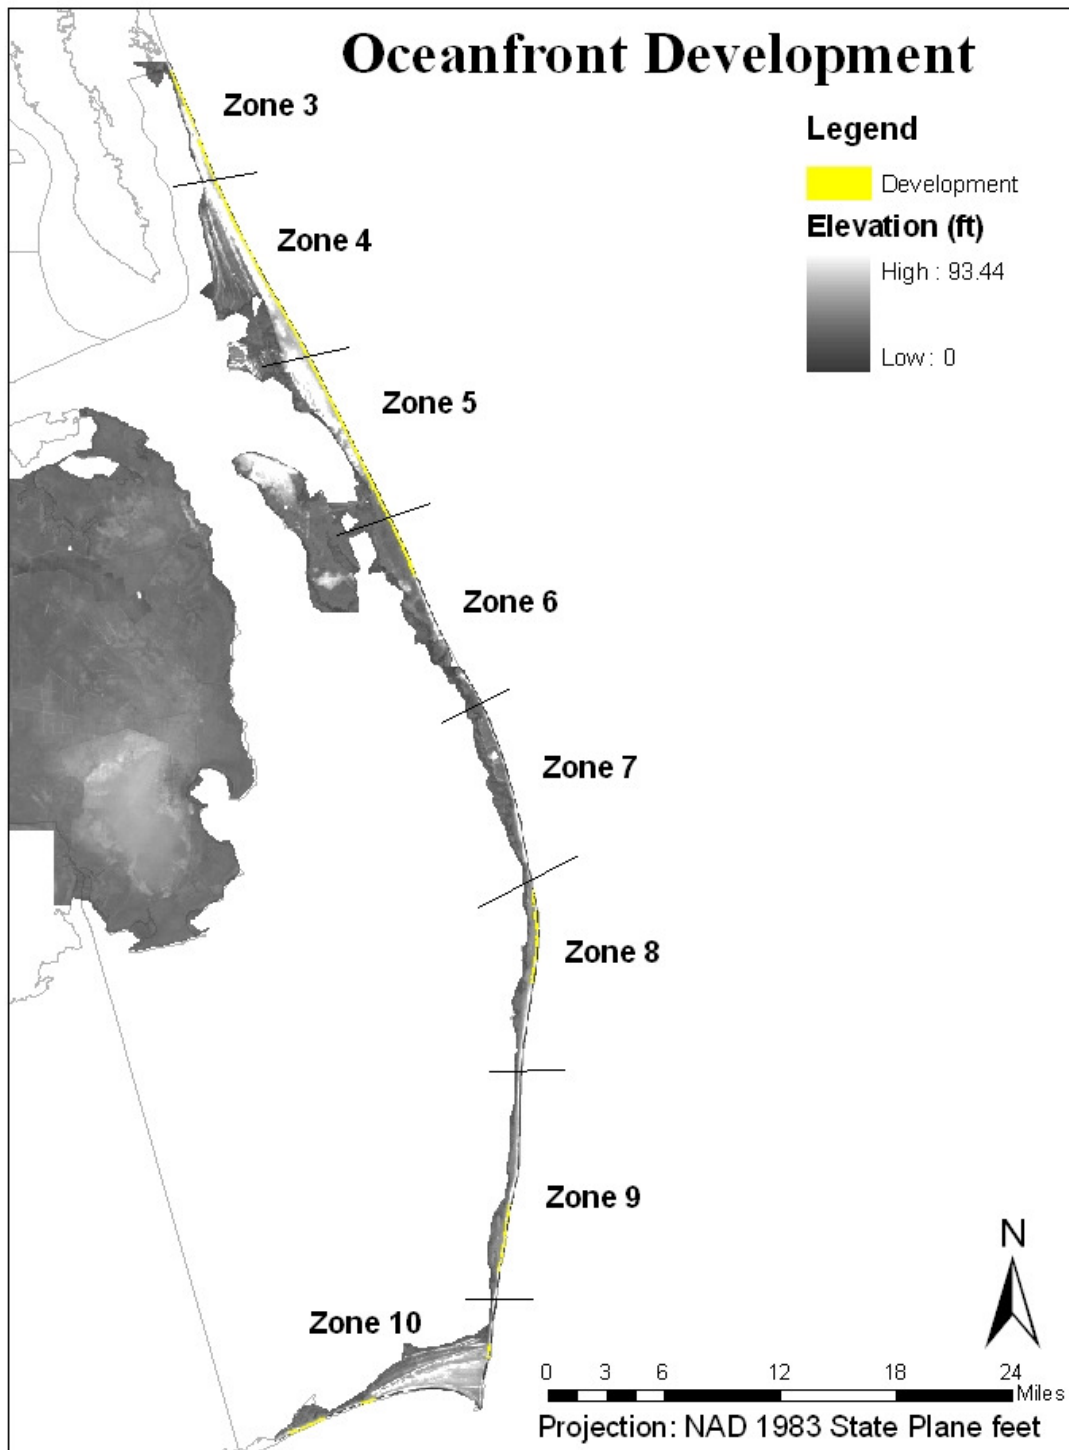 Oceanfront Development
Zone 3
Legend
Development
Elevation (ft)
High : 93.44
Low : 0
Zone 4
Zone 5
Zone 6
Zone 7
Zone 8
Zone 9
Zone 10
N
0 3 6 12 18 24
Miles
Projection: NAD 1983 State Plane feet